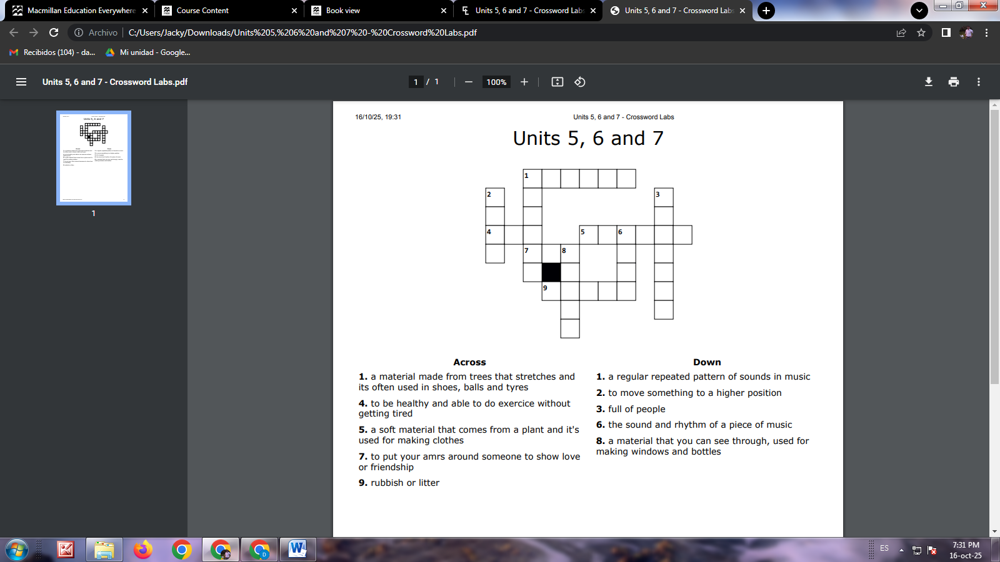 Macmillan Education Everywhere
Course Content
Book view
Units 5, 6 and 7 - Crossword Lab
Units 5, 6 and 7 - Crossword Lab
Archivo
C:/Users/Jacky/Downloads/Units%205,%206%20and%207%20-%20Crossword%20Labs.pdf
Recibidos (104) - da...
Mi unidad - Google...
Units 5, 6 and 7 - Crossword Labs.pdf
1 / 1
100%
1
16/10/25, 19:31
Units 5, 6 and 7 - Crossword Labs
Units 5, 6 and 7
1
2
3
4
5
6
7
8
9
Across
1. a material made from trees that stretches and
its often used in shoes, balls and tyres
4. to be healthy and able to do exercice without
getting tired
5. a soft material that comes from a plant and it's
used for making clothes
7. to put your amrs around someone to show love
or friendship
9. rubbish or litter
Down
1. a regular repeated pattern of sounds in music
2. to move something to a higher position
3. full of people
6. the sound and rhythm of a piece of music
8. a material that you can see through, used for
making windows and bottles
ES
7:31 PM
16-oct-25